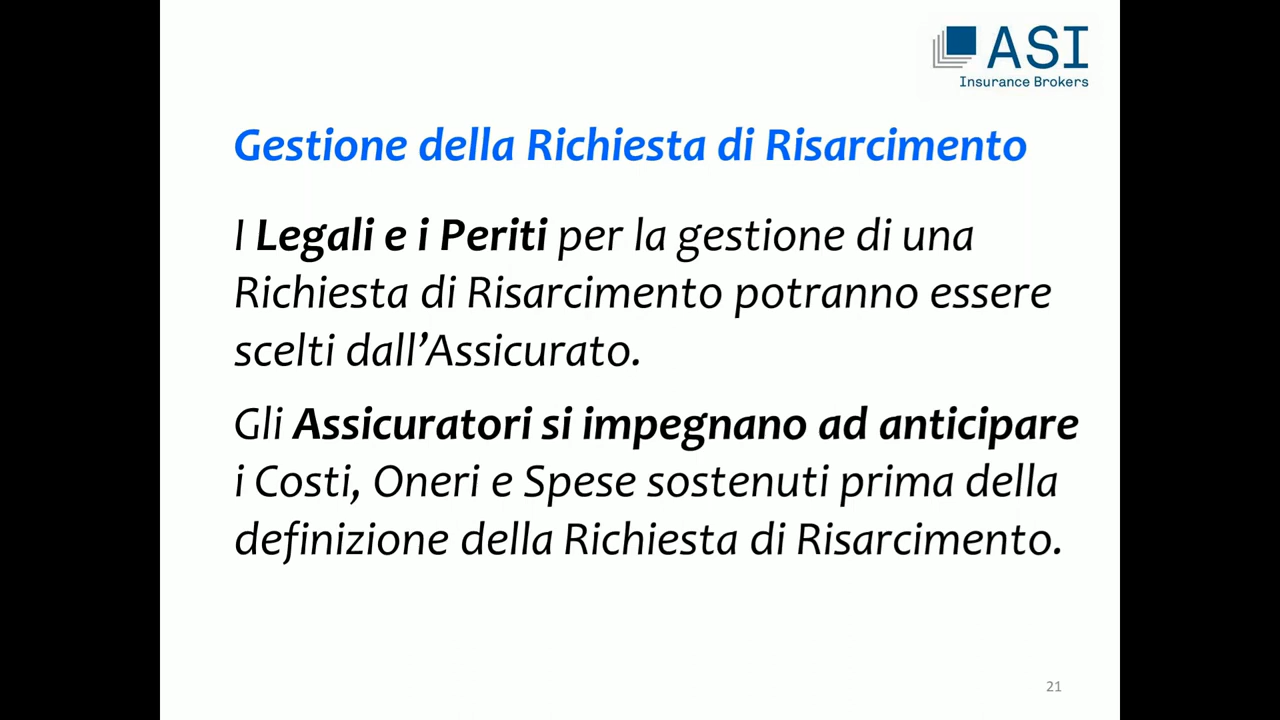 ASI
Insurance Brokers
Gestione della Richiesta di Risarcimento
I Legali e i Periti per la gestione di una
Richiesta di Risarcimento potranno essere
scelti dall’Assicurato.
Gli Assicuratori si impegnano ad anticipare
i Costi, Oneri e Spese sostenuti prima della
definizione della Richiesta di Risarcimento.
21